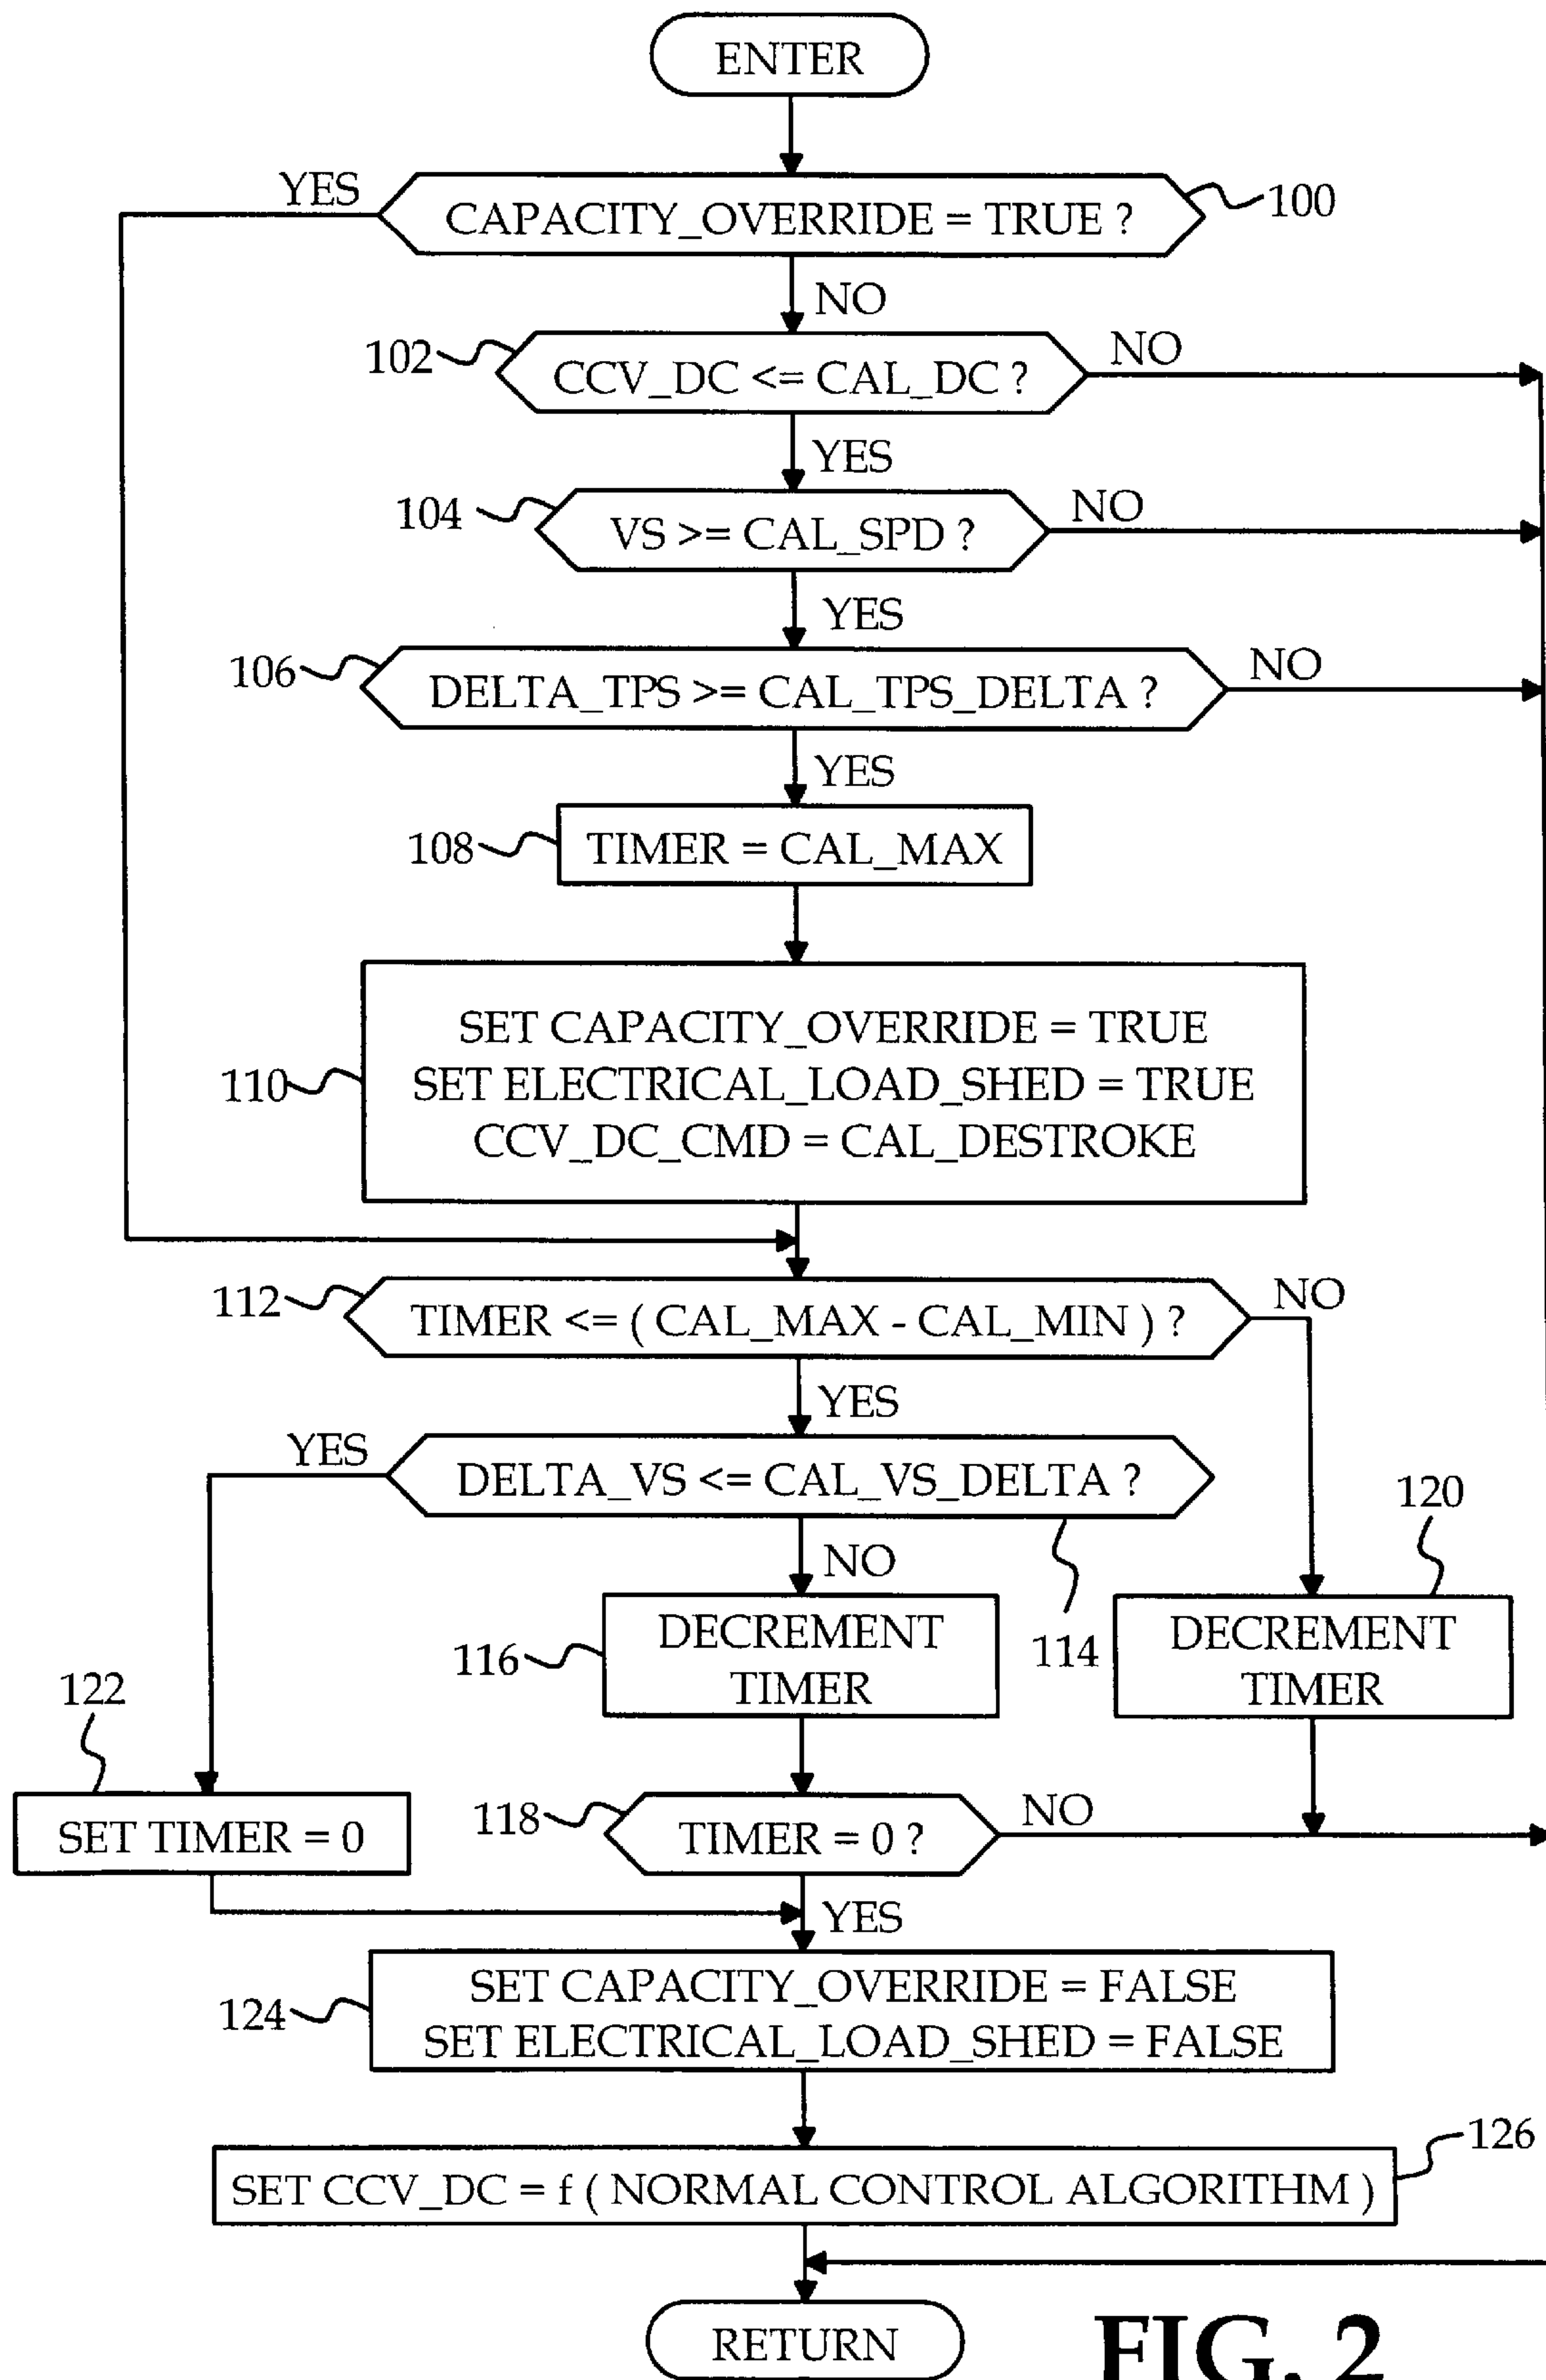 ENTER
YES
CAPACITY_OVERRIDE = TRUE ?
100
NO
102
CCV_DC <= CAL_DC ?
NO
YES
104
VS >= CAL_SPD ?
NO
YES
106
DELTA_TPS >= CAL_TPS_DELTA ?
NO
YES
108
TIMER = CAL_MAX
110
SET CAPACITY_OVERRIDE = TRUE
SET ELECTRICAL_LOAD_SHED = TRUE
CCV_DC_CMD = CAL_DESTROKE
112
TIMER <= ( CAL_MAX - CAL_MIN ) ?
NO
YES
YES
DELTA_VS <= CAL_VS_DELTA ?
114
NO
120
116
DECREMENT
TIMER
DECREMENT
TIMER
122
SET TIMER = 0
118
TIMER = 0 ?
NO
YES
124
SET CAPACITY_OVERRIDE = FALSE
SET ELECTRICAL_LOAD_SHED = FALSE
126
SET CCV_DC = f ( NORMAL CONTROL ALGORITHM )
RETURN
FIG. 2